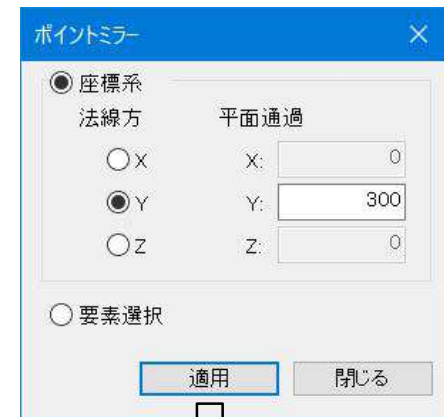 ポイントミラー
座標系
法線方 平面通過
X X: 0
Y Y: 300
Z Z: 0
要素選択
適用 閉じる